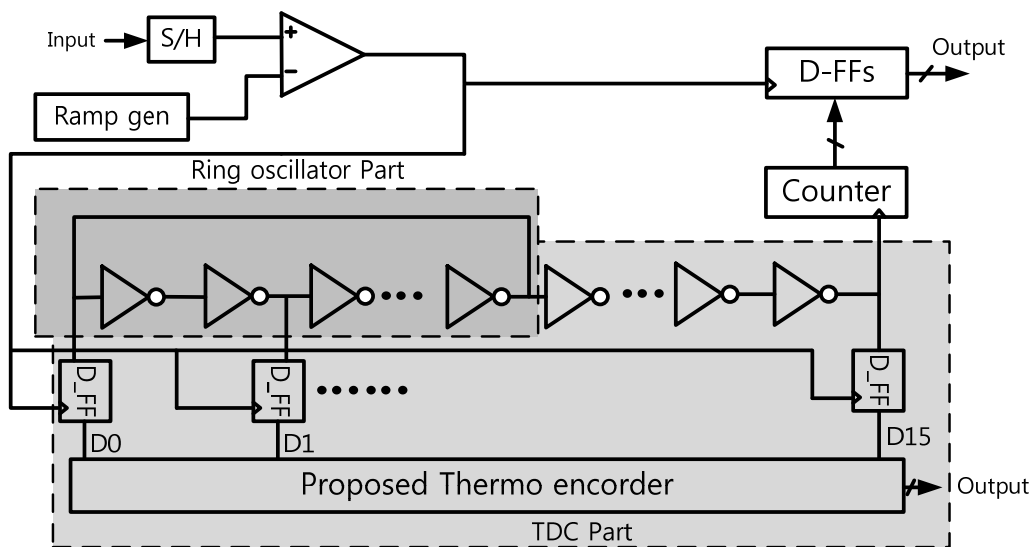 Input
S/H
+
−
Ramp gen
D-FFs
Output
Counter
Ring oscillator Part
D_FF
D_FF
D_FF
D0
D1
D15
Proposed Thermo encorder
Output
TDC Part